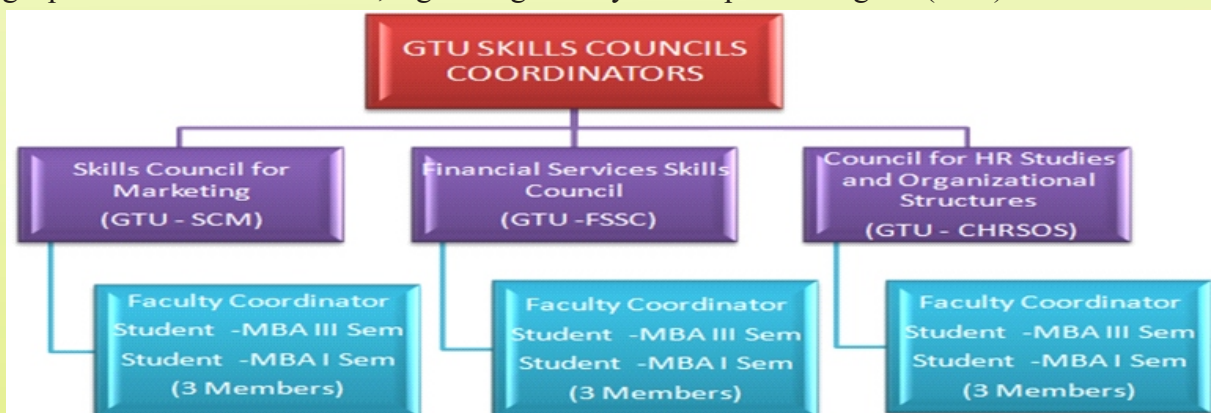 GTU SKILLS COUNCILS
COORDINATORS
Skills Council for
Marketing
(GTU - SCM)
Financial Services Skills
Council
(GTU -FSSC)
Council for HR Studies
and Organizational
Structures
(GTU - CHRSOS)
Faculty Coordinator
Student -MBA III Sem
Student -MBA I Sem
(3 Members)
Faculty Coordinator
Student -MBA III Sem
Student -MBA I Sem
(3 Members)
Faculty Coordinator
Student -MBA III Sem
Student -MBA I Sem
(3 Members)